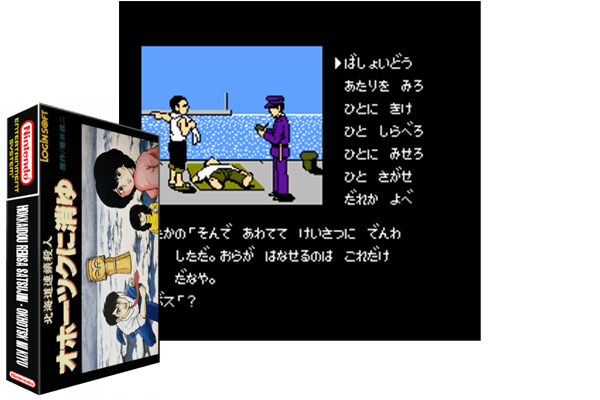 ▶ばしょいどう
あたりを みろ
ひとに きけ
ひと しらべろ
ひとに みせろ
ひと さがせ
だれか よべ
かの「そんで あわてて けいさつに でんわ
しただ。おらが はなせるのは これだけ
だなや。
ボス「?
Nintendo
ENTERTAINMENT
SYSTEM
LOGIN SOFT
北海道連鎖殺人
オホーツクに消ゆ
OKHOTSK NI KIYU
Nintendo